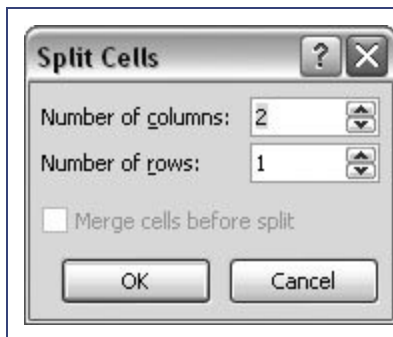 Split Cells ?
Number of columns: 2
Number of rows: 1
Merge cells before split
OK Cancel